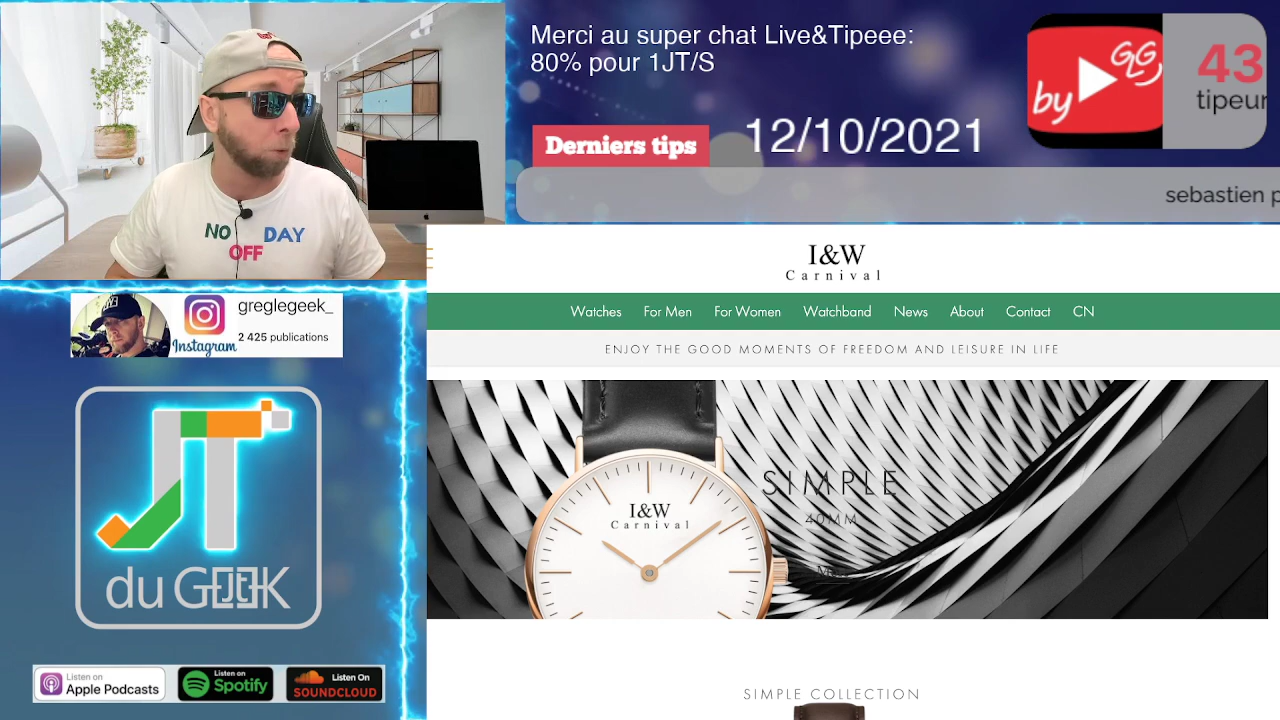 Merci au super chat Live&Tipeee:
80% pour 1JT/S
Derniers tips
12/10/2021
by GLG
43
tipeur
sebastien p
NO DAY
OFF
greglegeek_
Instagram
2 425 publications
JT
du GEEK
Listen on
Apple Podcasts
Listen on
Spotify
Listen On
SOUNDCLOUD
I&W
Carnival
Watches For Men For Women Watchband News About Contact CN
ENJOY THE GOOD MOMENTS OF FREEDOM AND LEISURE IN LIFE
I&W
Carnival
SIMPLE
40MM
SIMPLE COLLECTION